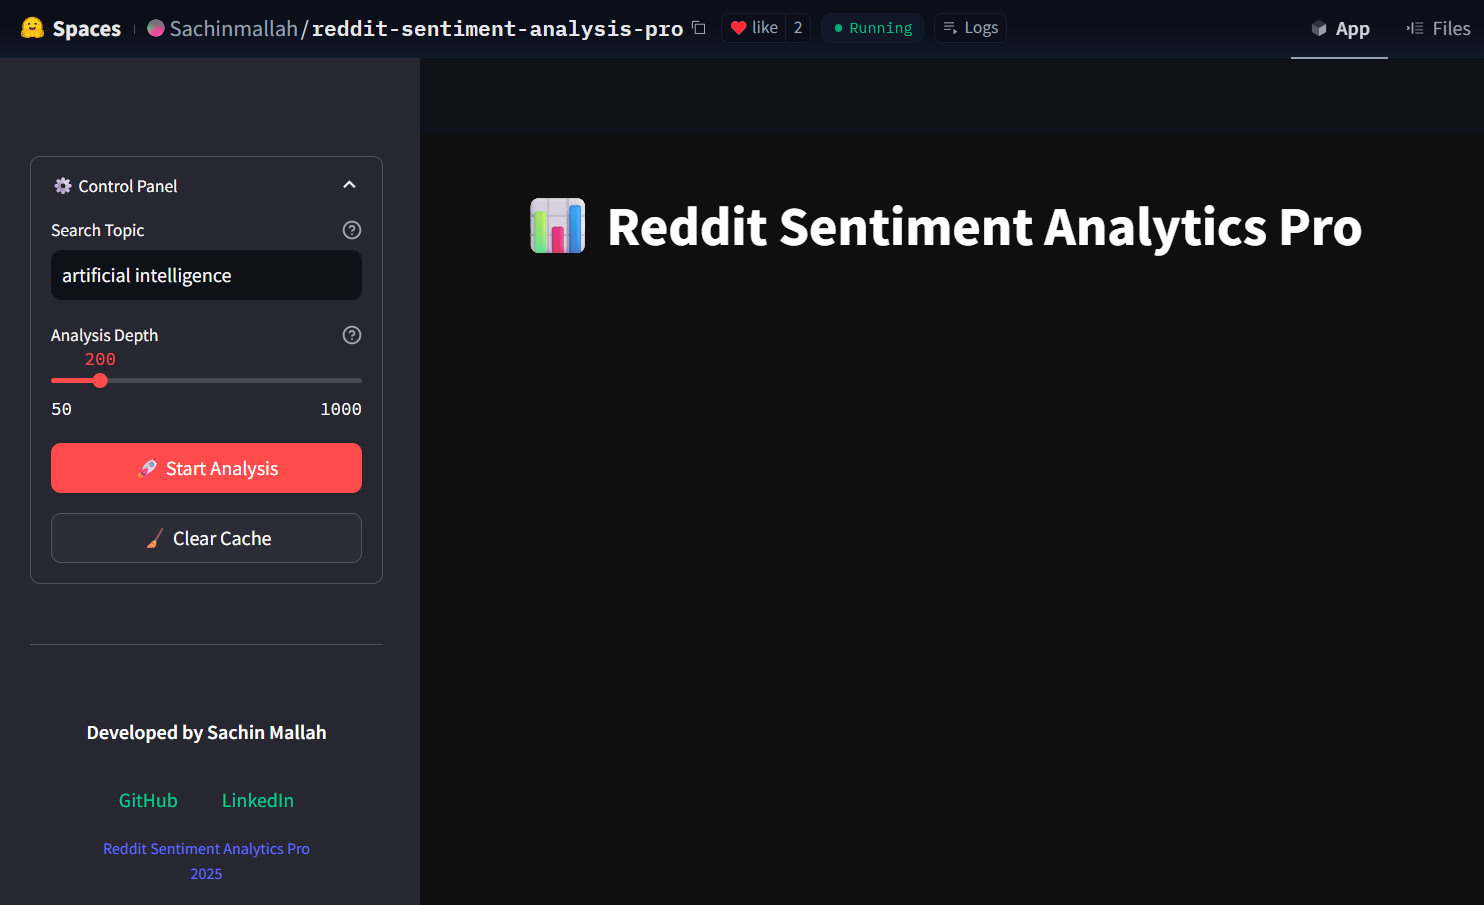 Spaces Sachinmallah/reddit-sentiment-analysis-pro like 2 Running Logs App Files
Control Panel
Search Topic
artificial intelligence
Analysis Depth
200
50 1000
Start Analysis
Clear Cache
Developed by Sachin Mallah
GitHub LinkedIn
Reddit Sentiment Analytics Pro
2025
Reddit Sentiment Analytics Pro